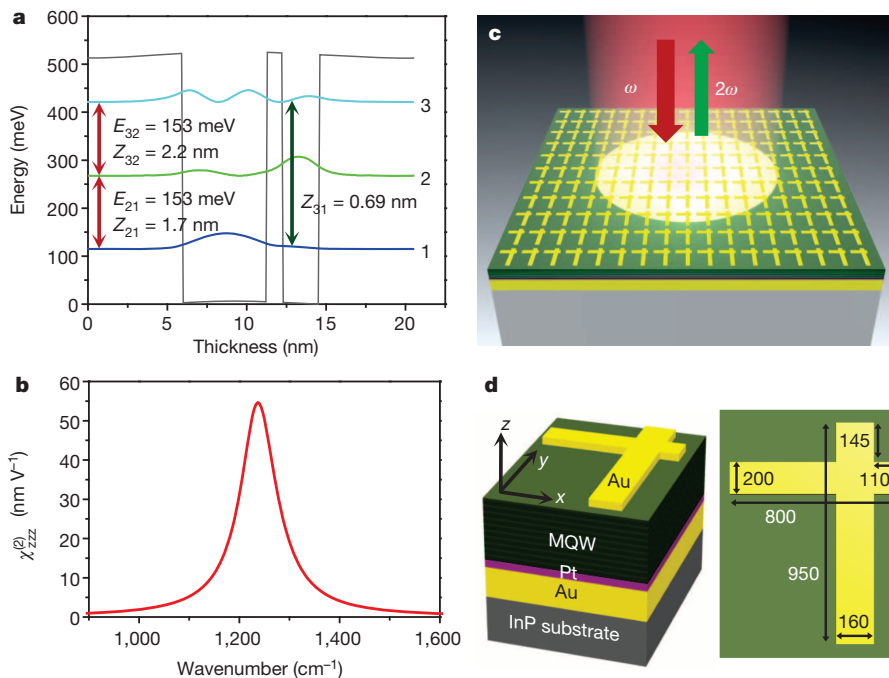 a
600
500
400
300
200
100
0
Energy (meV)
3
E32 = 153 meV
Z32 = 2.2 nm
2
E21 = 153 meV
Z21 = 1.7 nm
Z31 = 0.69 nm
1
0 5 10 15 20
Thickness (nm)
b
60
50
40
30
20
10
0
χ(2)zzz (nm V−1)
1,000 1,200 1,400 1,600
Wavenumber (cm−1)
c
ω 2ω
d
z
y
x
Au
MQW
Pt
Au
InP substrate
145
200 110
800
950
160